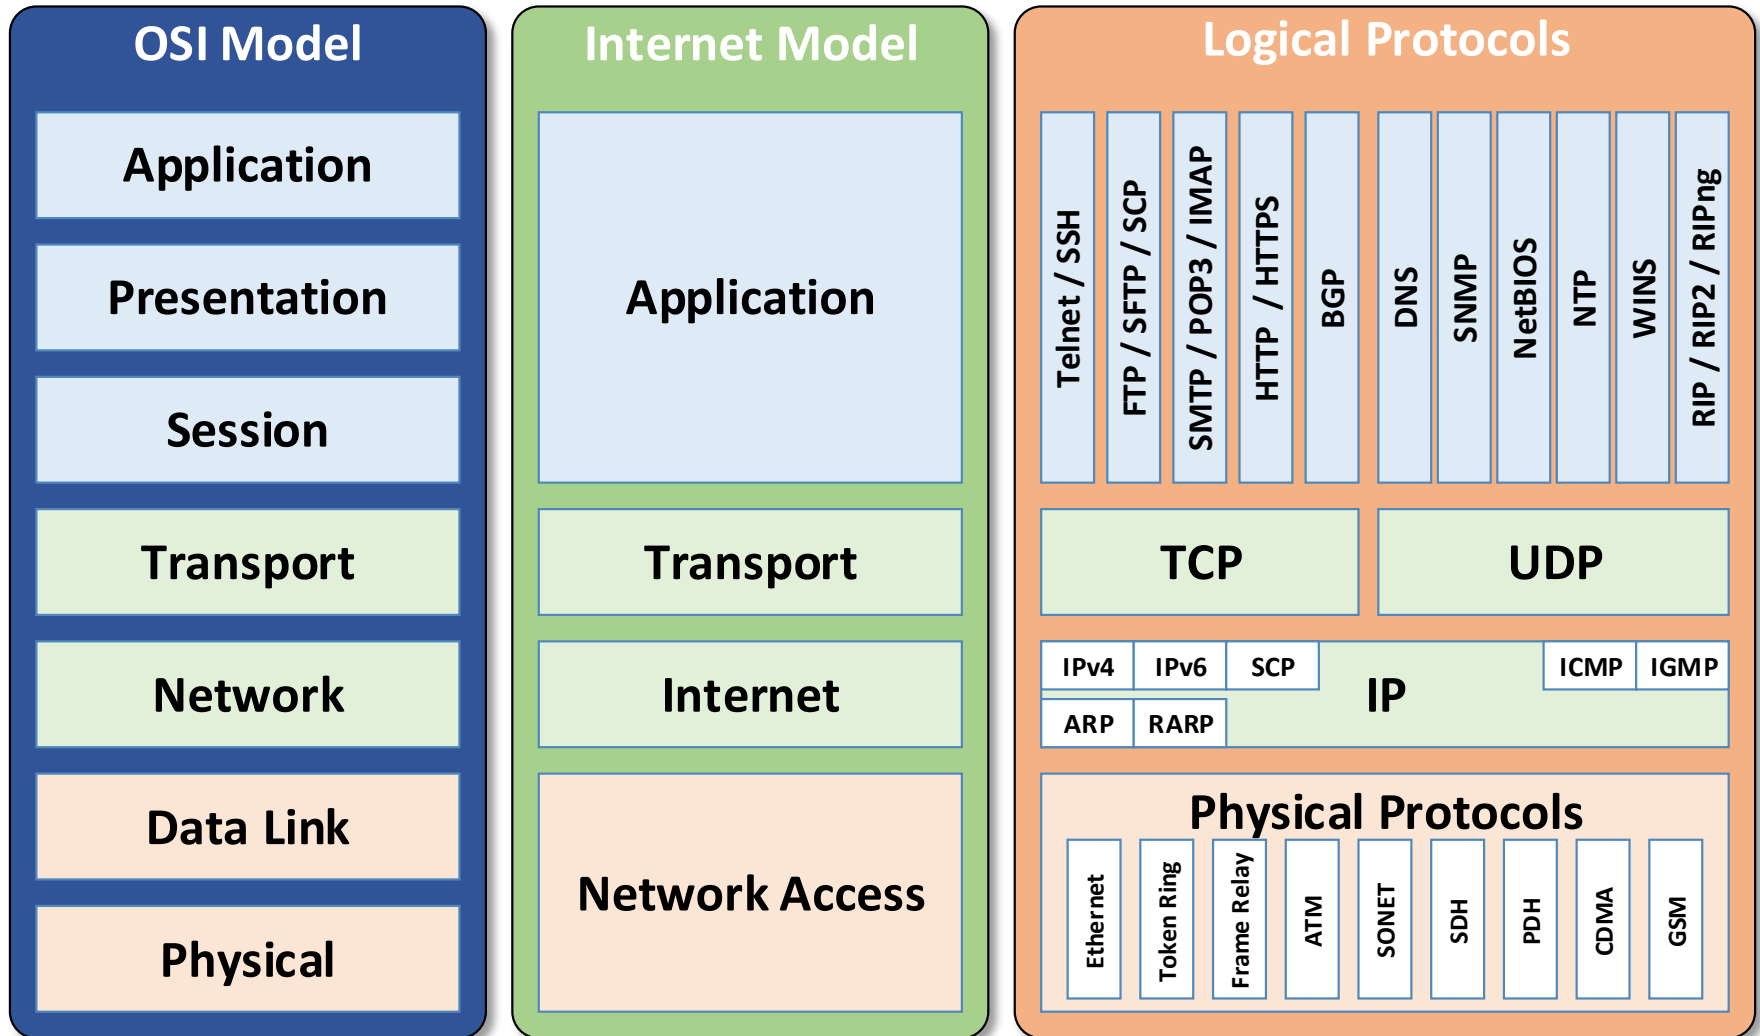 OSI Model
Application
Presentation
Session
Transport
Network
Data Link
Physical
Internet Model
Application
Transport
Internet
Network Access
Logical Protocols
Telnet / SSH
FTP / SFTP / SCP
SMTP / POP3 / IMAP
HTTP / HTTPS
BGP
DNS
SNMP
NetBIOS
NTP
WINS
RIP / RIP2 / RIPng
TCP
UDP
IPv4
IPv6
SCP
IP
ICMP
IGMP
ARP
RARP
Physical Protocols
Ethernet
Token Ring
Frame Relay
ATM
SONET
SDH
PDH
CDMA
GSM